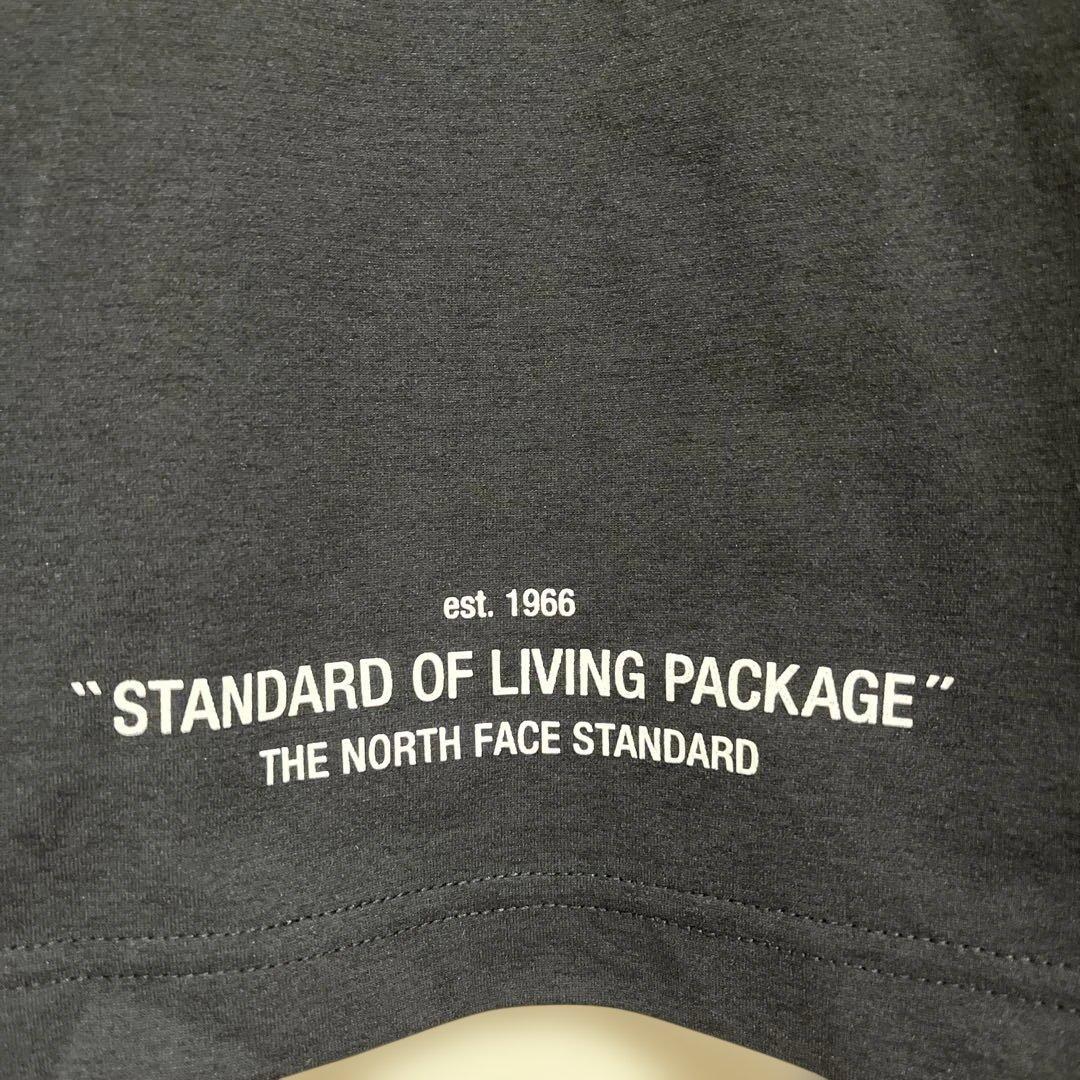 est. 1966
“STANDARD OF LIVING PACKAGE”
THE NORTH FACE STANDARD